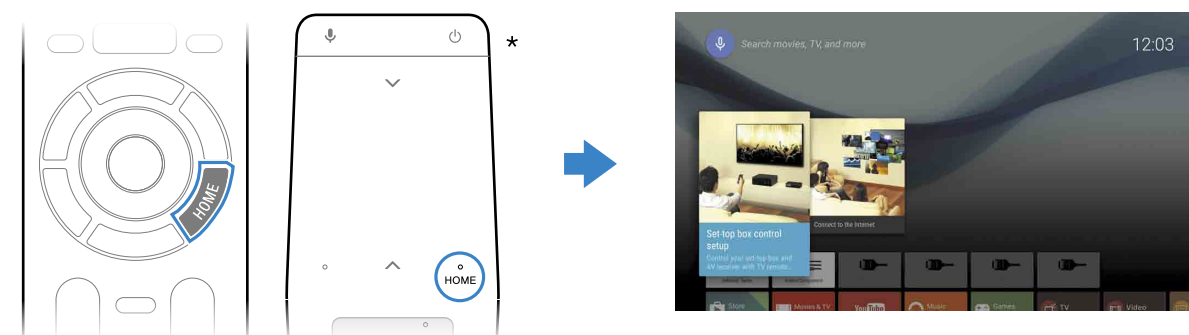 *
HOME
HOME
Search movies, TV, and more
12:03
Set-top box control
setup
Control your set-top box and
AV receiver with TV remote...
Connect to the Internet
Store
Movies & TV
YouTube
Music
Games
TV
Video